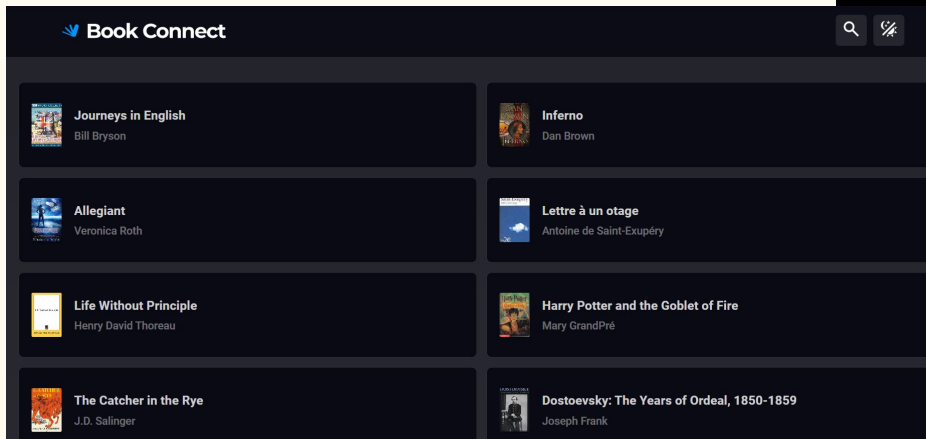 Book Connect
Journeys in English
Bill Bryson
Inferno
Dan Brown
Allegiant
Veronica Roth
Lettre à un otage
Antoine de Saint-Exupéry
Life Without Principle
Henry David Thoreau
Harry Potter and the Goblet of Fire
Mary GrandPré
The Catcher in the Rye
J.D. Salinger
Dostoevsky: The Years of Ordeal, 1850-1859
Joseph Frank